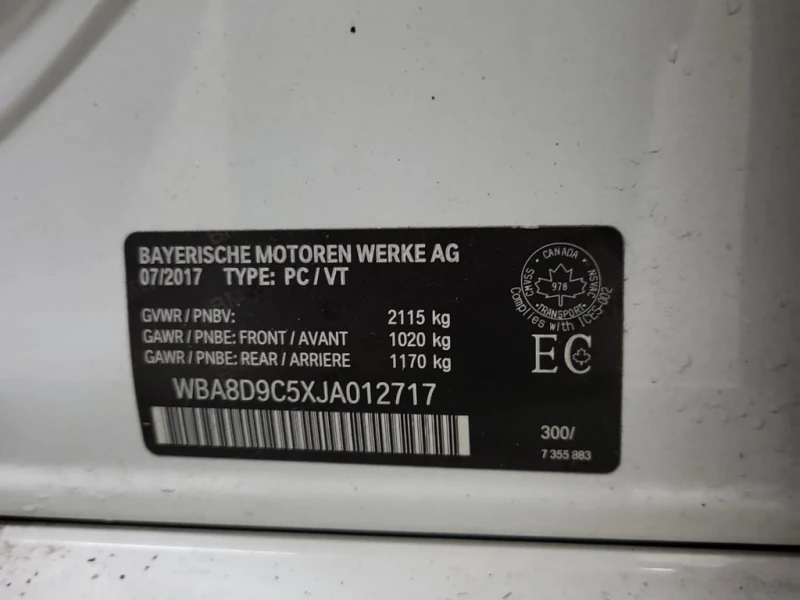 BAYERISCHE MOTOREN WERKE AG
07/2017 TYPE: PC / VT
GVWR / PNBV: 2115 kg
GAWR / PNBE: FRONT / AVANT 1020 kg
GAWR / PNBE: REAR / ARRIERE 1170 kg
WBA8D9C5XJA012717
CANADA
CMVSS
NSVAC
978
TRANSPORT
Complies with ICES-002
EC
300/
7 355 883